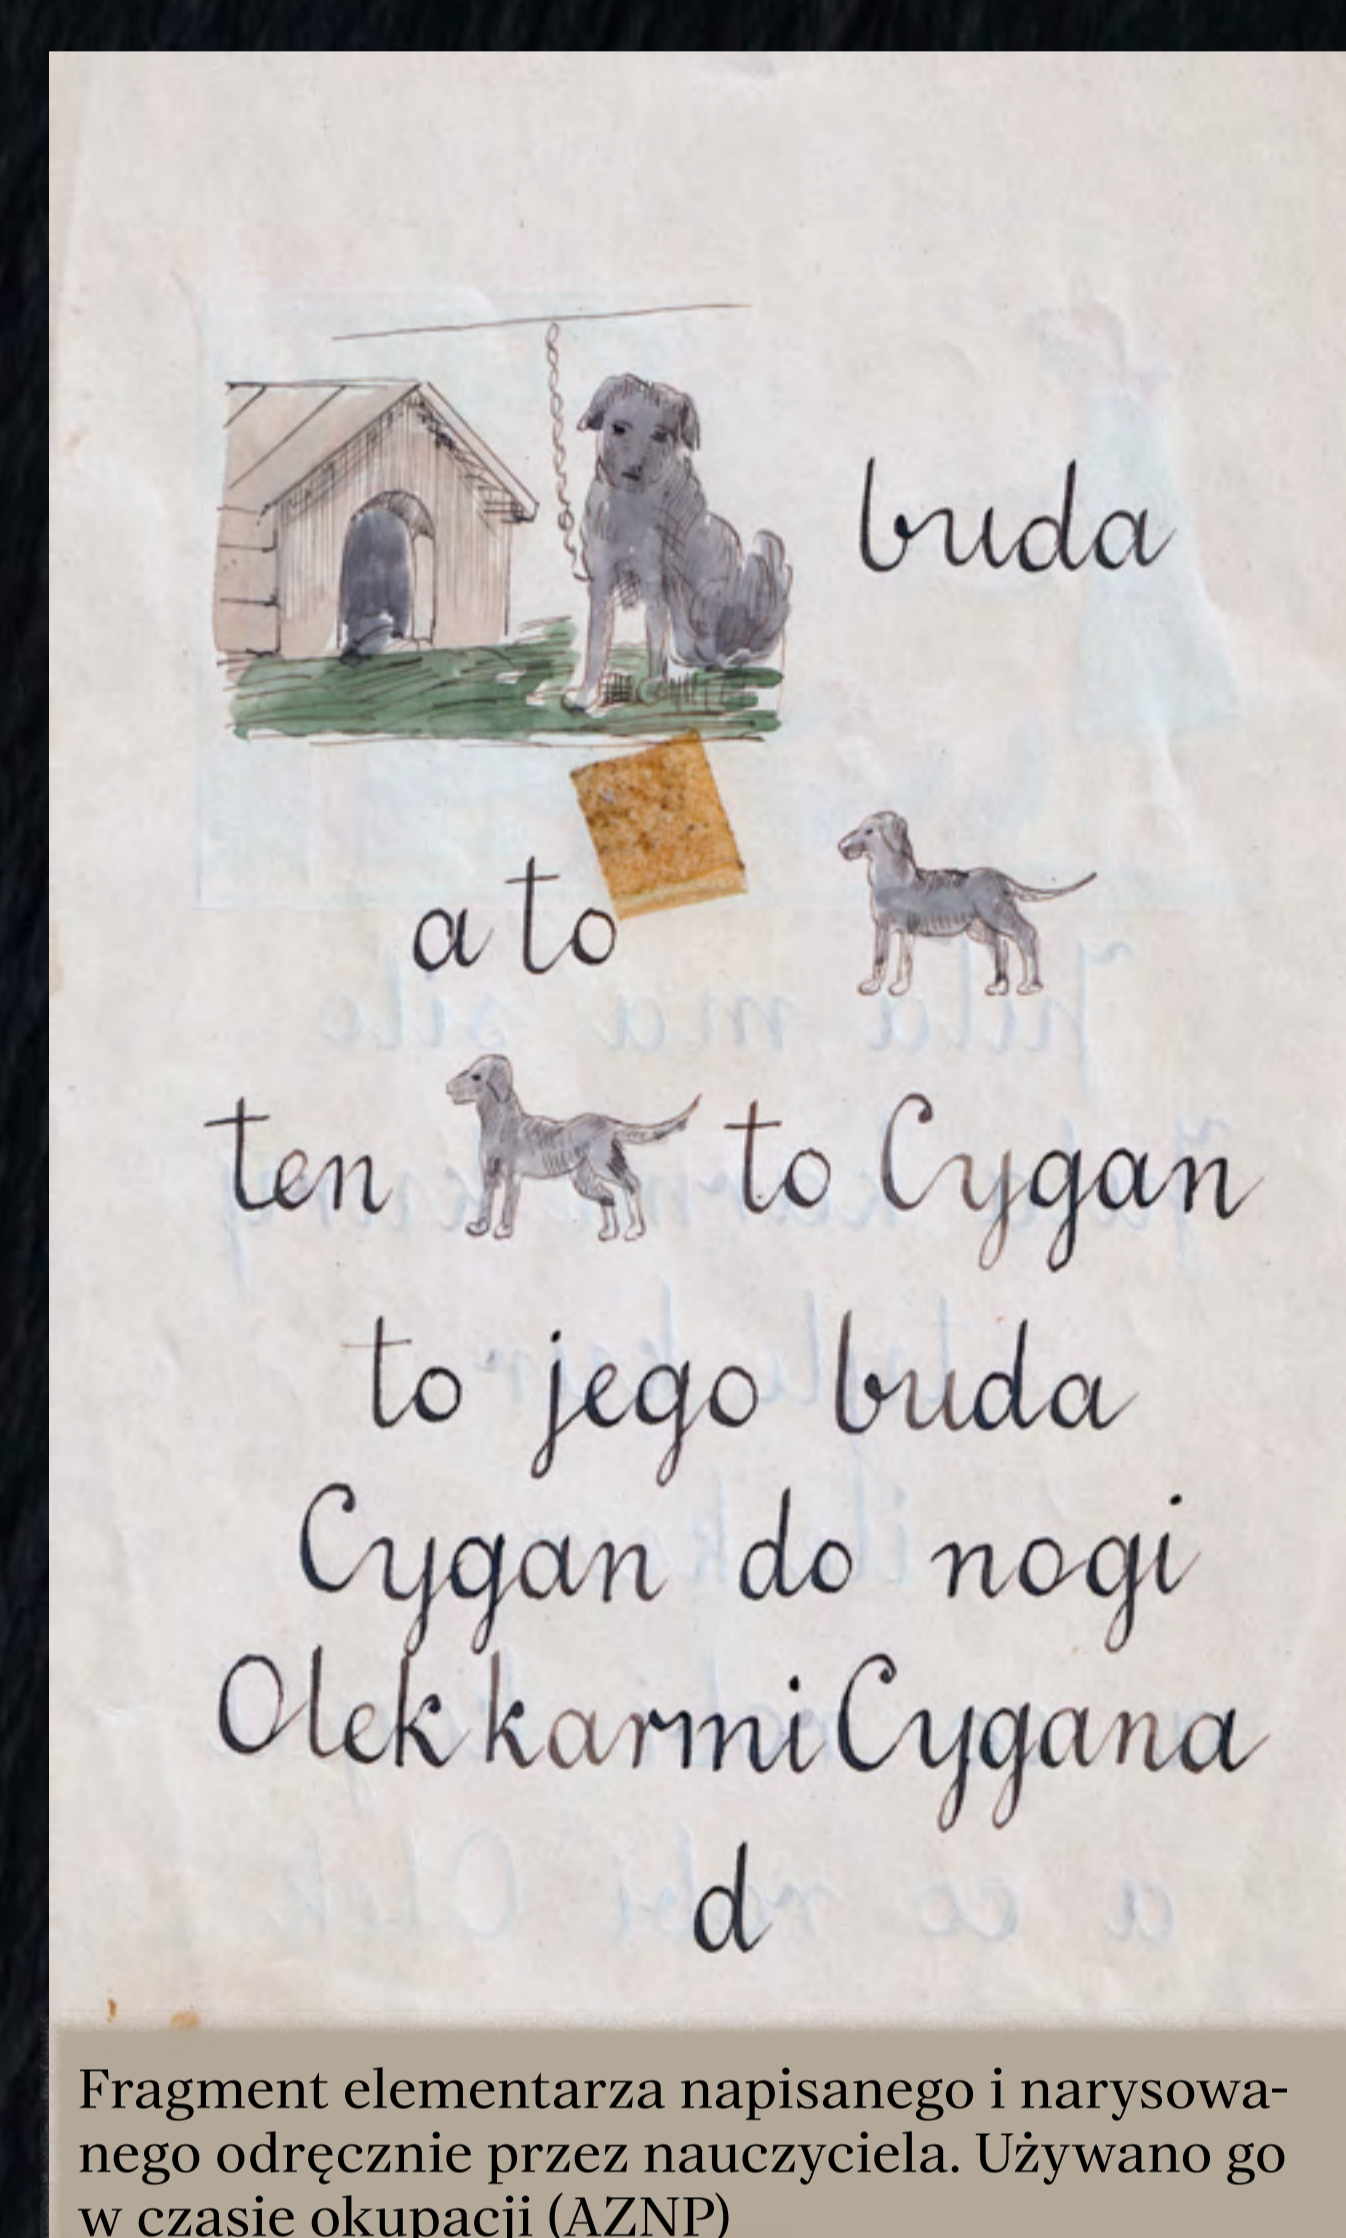 buda
a to
ten to Cygan
to jego buda
Cygan do nogi
Olek karmi Cygana
d
Fragment elementarza napisanego i narysowa-
nego odręcznie przez nauczyciela. Używano go
w czasie okupacji (AZNP)